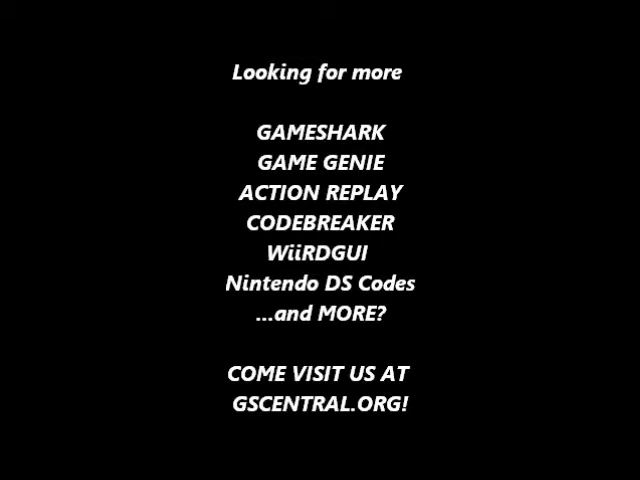 Looking for more
GAMESHARK
GAME GENIE
ACTION REPLAY
CODEBREAKER
WiiRDGUI
Nintendo DS Codes
...and MORE?
COME VISIT US AT
GSCENTRAL.ORG!